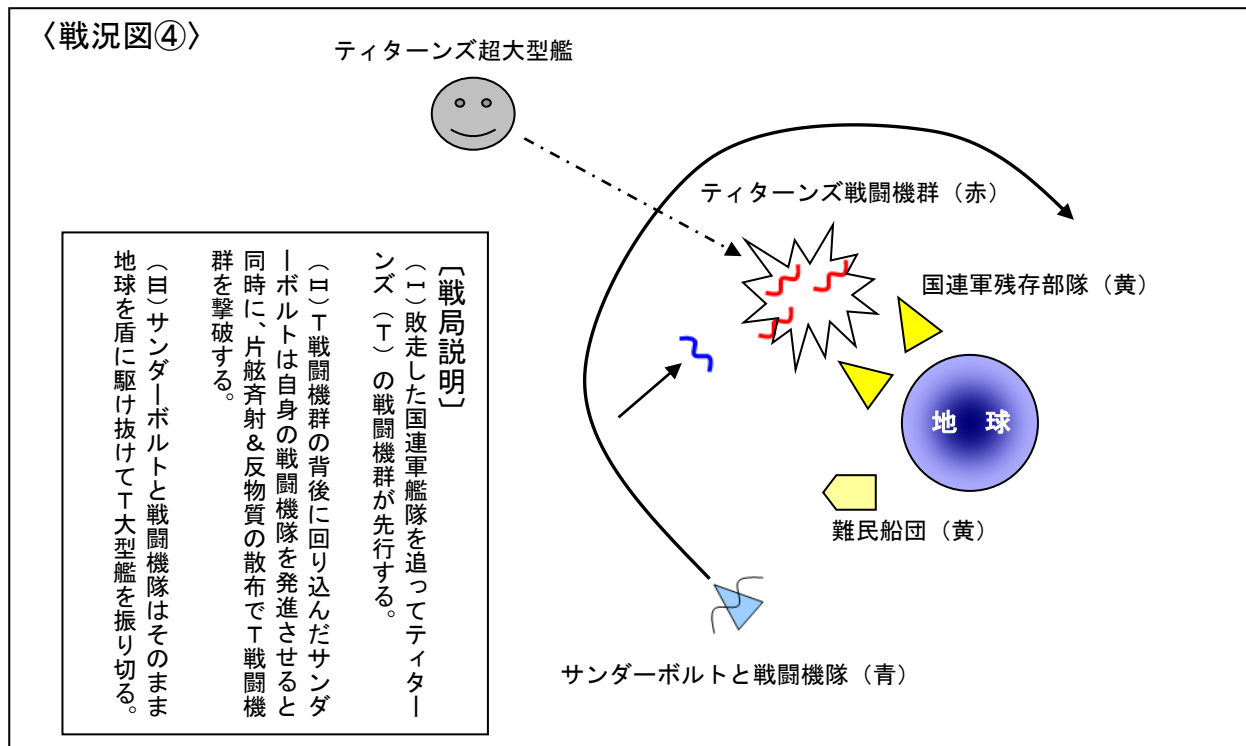 〈戦況図④〉
ティターンズ超大型艦
ティターンズ戦闘機群（赤）
国連軍残存部隊（黄）
地　球
難民船団（黄）
サンダーボルトと戦闘機隊（青）
〔戦局説明〕
（Ⅰ）敗走した国連軍艦隊を追ってティター
ンズ（Ｔ）の戦闘機群が先行する。
（Ⅱ）Ｔ戦闘機群の背後に回り込んだサンダ
ーボルトは自身の戦闘機隊を発進させると
同時に、片舷斉射＆反物質の散布でＴ戦闘機
群を撃破する。
（Ⅲ）サンダーボルトと戦闘機隊はそのまま
地球を盾に駆け抜けてＴ大型艦を振り切る。